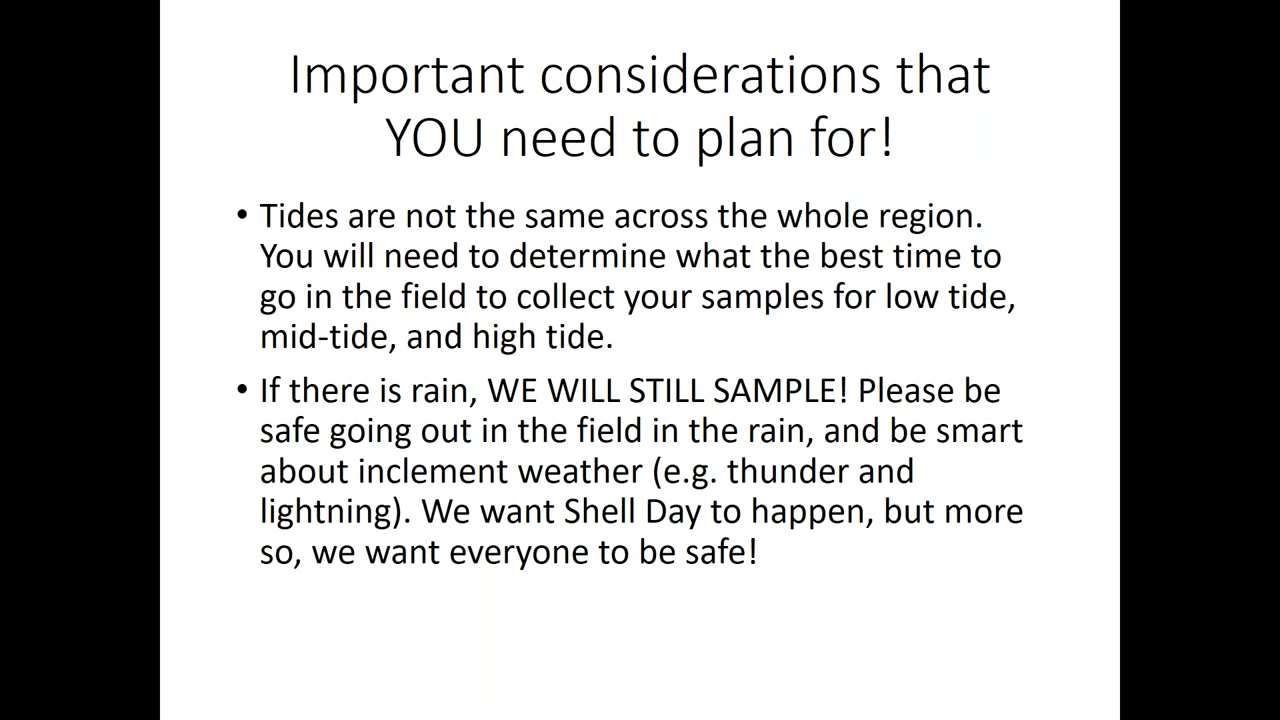 Important considerations that
YOU need to plan for!
• Tides are not the same across the whole region.
You will need to determine what the best time to
go in the field to collect your samples for low tide,
mid-tide, and high tide.
• If there is rain, WE WILL STILL SAMPLE! Please be
safe going out in the field in the rain, and be smart
about inclement weather (e.g. thunder and
lightning). We want Shell Day to happen, but more
so, we want everyone to be safe!